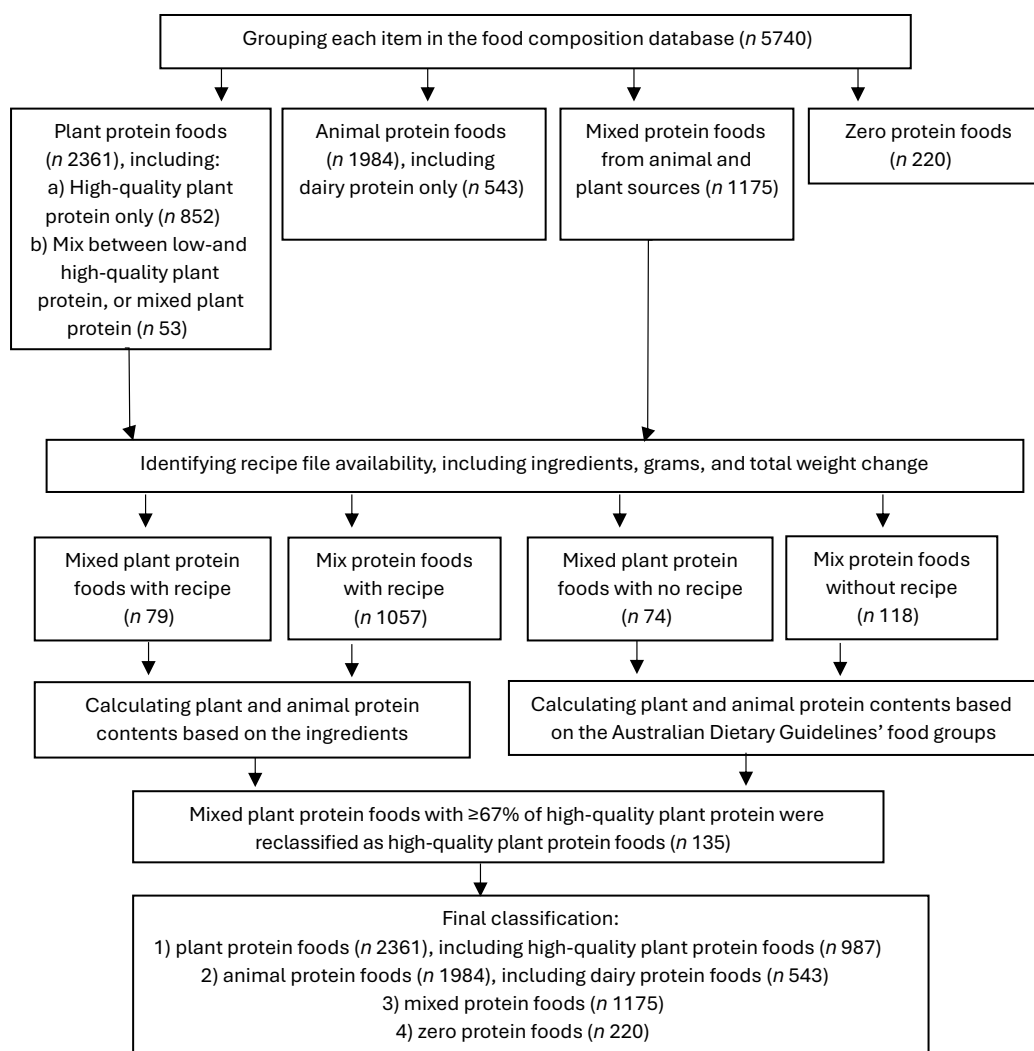 Grouping each item in the food composition database (n 5740)
Plant protein foods
(n 2361), including:
a) High-quality plant
protein only (n 852)
b) Mix between low-and
high-quality plant
protein, or mixed plant
protein (n 53)
Animal protein foods
(n 1984), including
dairy protein only (n 543)
Mixed protein foods
from animal and
plant sources (n 1175)
Zero protein foods
(n 220)
Identifying recipe file availability, including ingredients, grams, and total weight change
Mixed plant protein
foods with recipe
(n 79)
Mix protein foods
with recipe
(n 1057)
Mixed plant protein
foods with no recipe
(n 74)
Mix protein foods
without recipe
(n 118)
Calculating plant and animal protein
contents based on the ingredients
Calculating plant and animal protein contents based
on the Australian Dietary Guidelines’ food groups
Mixed plant protein foods with ≥67% of high-quality plant protein were
reclassified as high-quality plant protein foods (n 135)
Final classification:
1) plant protein foods (n 2361), including high-quality plant protein foods (n 987)
2) animal protein foods (n 1984), including dairy protein foods (n 543)
3) mixed protein foods (n 1175)
4) zero protein foods (n 220)